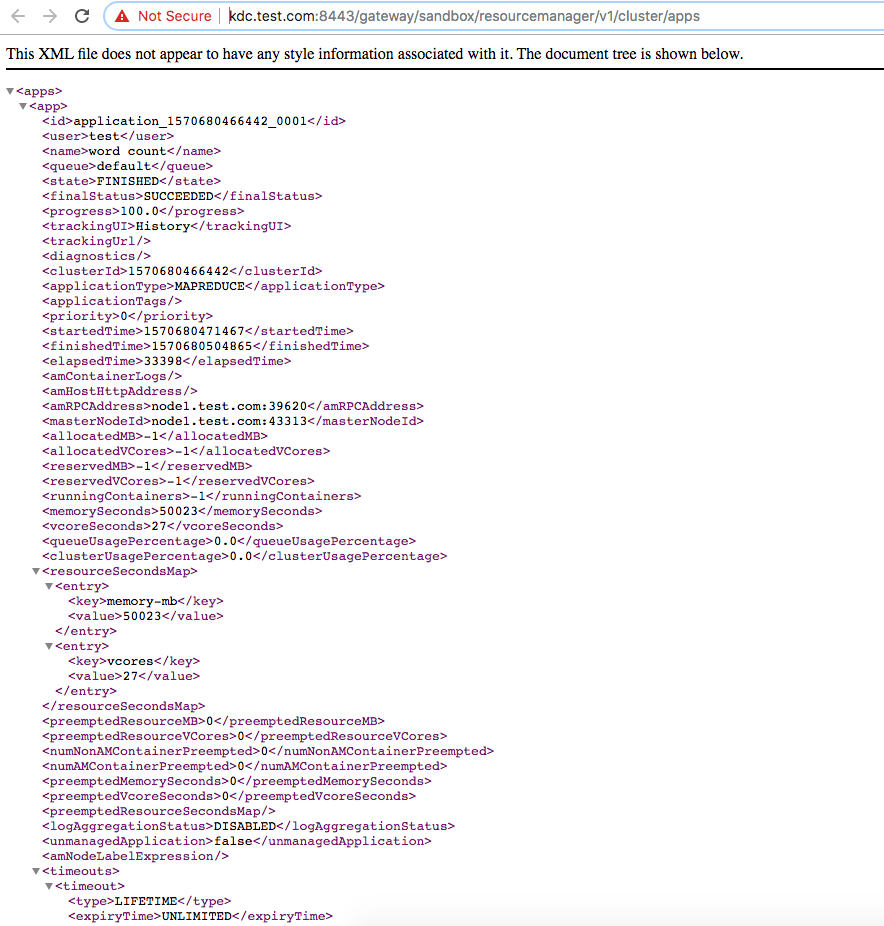 Not Secure | kdc.test.com:8443/gateway/sandbox/resourcemanager/v1/cluster/apps
This XML file does not appear to have any style information associated with it. The document tree is shown below.
▼<apps>
▼<app>
<id>application_1570680466442_0001</id>
<user>test</user>
<name>word count</name>
<queue>default</queue>
<state>FINISHED</state>
<finalStatus>SUCCEEDED</finalStatus>
<progress>100.0</progress>
<trackingUI>History</trackingUI>
<trackingUrl/>
<diagnostics/>
<clusterId>1570680466442</clusterId>
<applicationType>MAPREDUCE</applicationType>
<applicationTags/>
<priority>0</priority>
<startedTime>1570680471467</startedTime>
<finishedTime>1570680504865</finishedTime>
<elapsedTime>33398</elapsedTime>
<amContainerLogs/>
<amHostHttpAddress/>
<amRPCAddress>node1.test.com:39620</amRPCAddress>
<masterNodeId>node1.test.com:43313</masterNodeId>
<allocatedMB>-1</allocatedMB>
<allocatedVCores>-1</allocatedVCores>
<reservedMB>-1</reservedMB>
<reservedVCores>-1</reservedVCores>
<runningContainers>-1</runningContainers>
<memorySeconds>50023</memorySeconds>
<vcoreSeconds>27</vcoreSeconds>
<queueUsagePercentage>0.0</queueUsagePercentage>
<clusterUsagePercentage>0.0</clusterUsagePercentage>
▼<resourceSecondsMap>
▼<entry>
<key>memory-mb</key>
<value>50023</value>
</entry>
▼<entry>
<key>vcores</key>
<value>27</value>
</entry>
</resourceSecondsMap>
<preemptedResourceMB>0</preemptedResourceMB>
<preemptedResourceVCores>0</preemptedResourceVCores>
<numNonAMContainerPreempted>0</numNonAMContainerPreempted>
<numAMContainerPreempted>0</numAMContainerPreempted>
<preemptedMemorySeconds>0</preemptedMemorySeconds>
<preemptedVcoreSeconds>0</preemptedVcoreSeconds>
<preemptedResourceSecondsMap/>
<logAggregationStatus>DISABLED</logAggregationStatus>
<unmanagedApplication>false</unmanagedApplication>
<amNodeLabelExpression/>
▼<timeouts>
▼<timeout>
<type>LIFETIME</type>
<expiryTime>UNLIMITED</expiryTime>